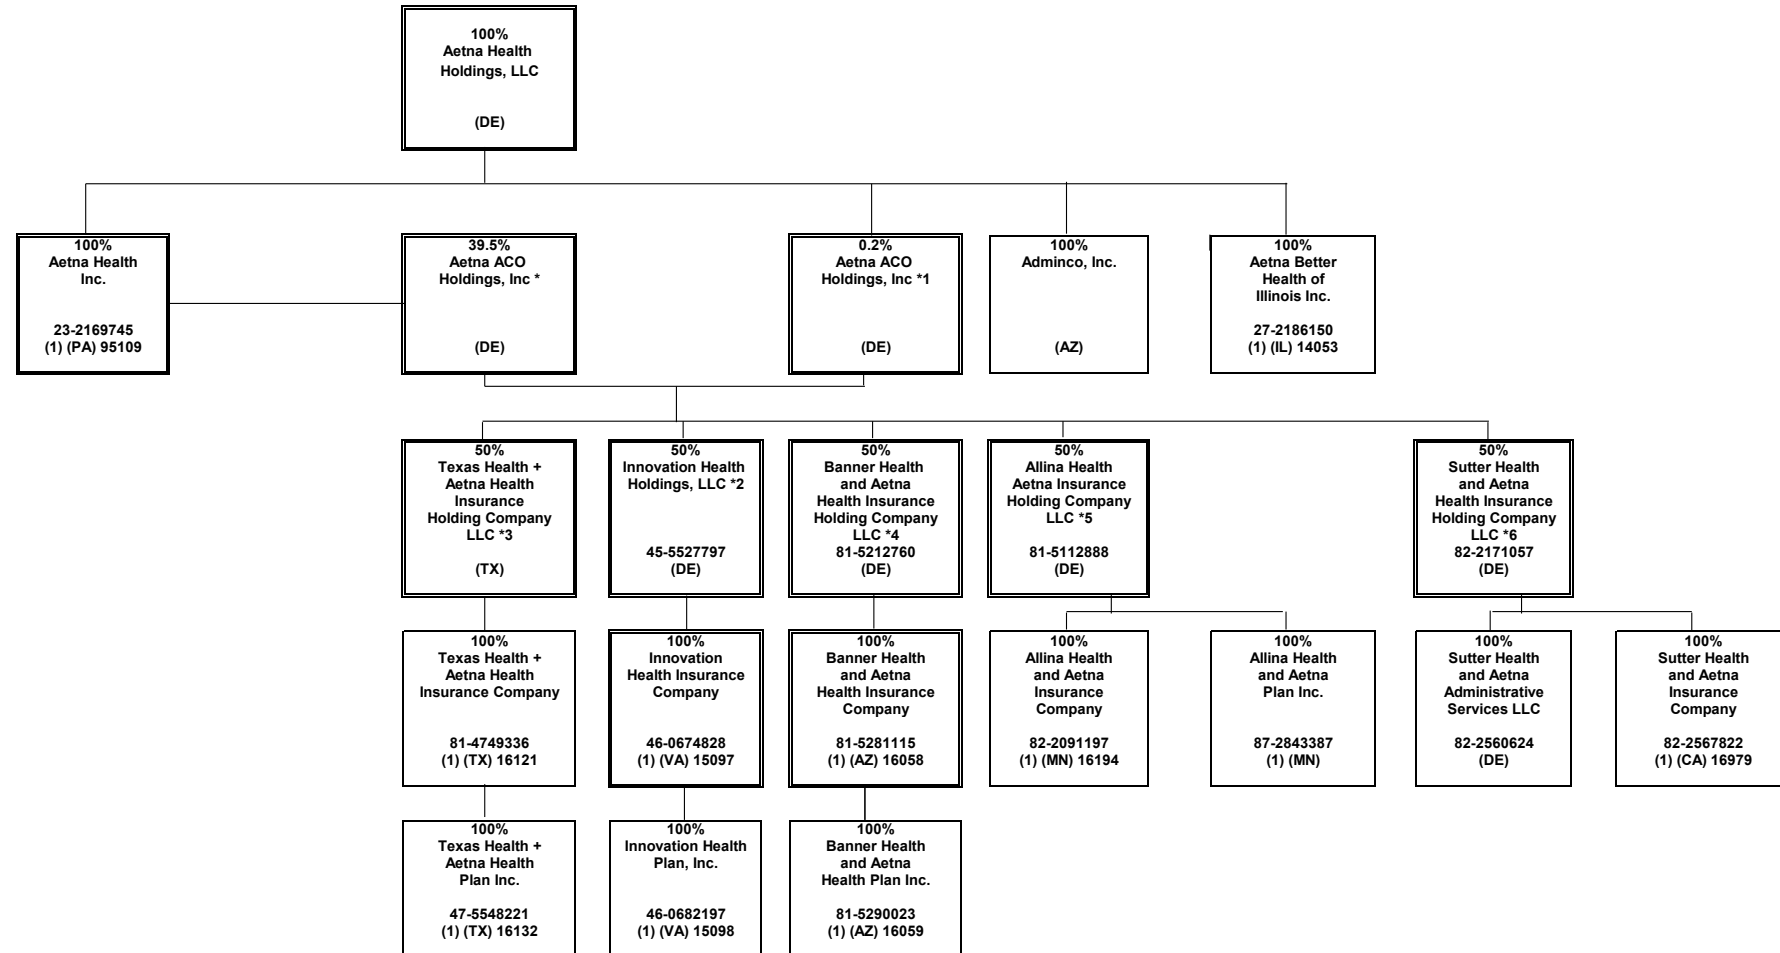 100%
Aetna Health
Holdings, LLC
(DE)
100%
Aetna Health
Inc.
23-2169745
(1) (PA) 95109
39.5%
Aetna ACO
Holdings, Inc *
(DE)
0.2%
Aetna ACO
Holdings, Inc *1
(DE)
100%
Adminco, Inc.
(AZ)
100%
Aetna Better
Health of
Illinois Inc.
27-2186150
(1) (IL) 14053
50%
Texas Health +
Aetna Health
Insurance
Holding Company
LLC *3
(TX)
50%
Innovation Health
Holdings, LLC *2
45-5527797
(DE)
50%
Banner Health
and Aetna
Health Insurance
Holding Company
LLC *4
81-5212760
(DE)
50%
Allina Health
Aetna Insurance
Holding Company
LLC *5
81-5112888
(DE)
50%
Sutter Health
and Aetna
Health Insurance
Holding Company
LLC *6
82-2171057
(DE)
100%
Texas Health +
Aetna Health
Insurance Company
81-4749336
(1) (TX) 16121
100%
Innovation
Health Insurance
Company
46-0674828
(1) (VA) 15097
100%
Banner Health
and Aetna
Health Insurance
Company
81-5281115
(1) (AZ) 16058
100%
Allina Health
and Aetna
Insurance
Company
82-2091197
(1) (MN) 16194
100%
Allina Health
and Aetna
Plan Inc.
87-2843387
(1) (MN)
100%
Sutter Health
and Aetna
Administrative
Services LLC
82-2560624
(DE)
100%
Sutter Health
and Aetna
Insurance
Company
82-2567822
(1) (CA) 16979
100%
Texas Health +
Aetna Health
Plan Inc.
47-5548221
(1) (TX) 16132
100%
Innovation Health
Plan, Inc.
46-0682197
(1) (VA) 15098
100%
Banner Health
and Aetna
Health Plan Inc.
81-5290023
(1) (AZ) 16059